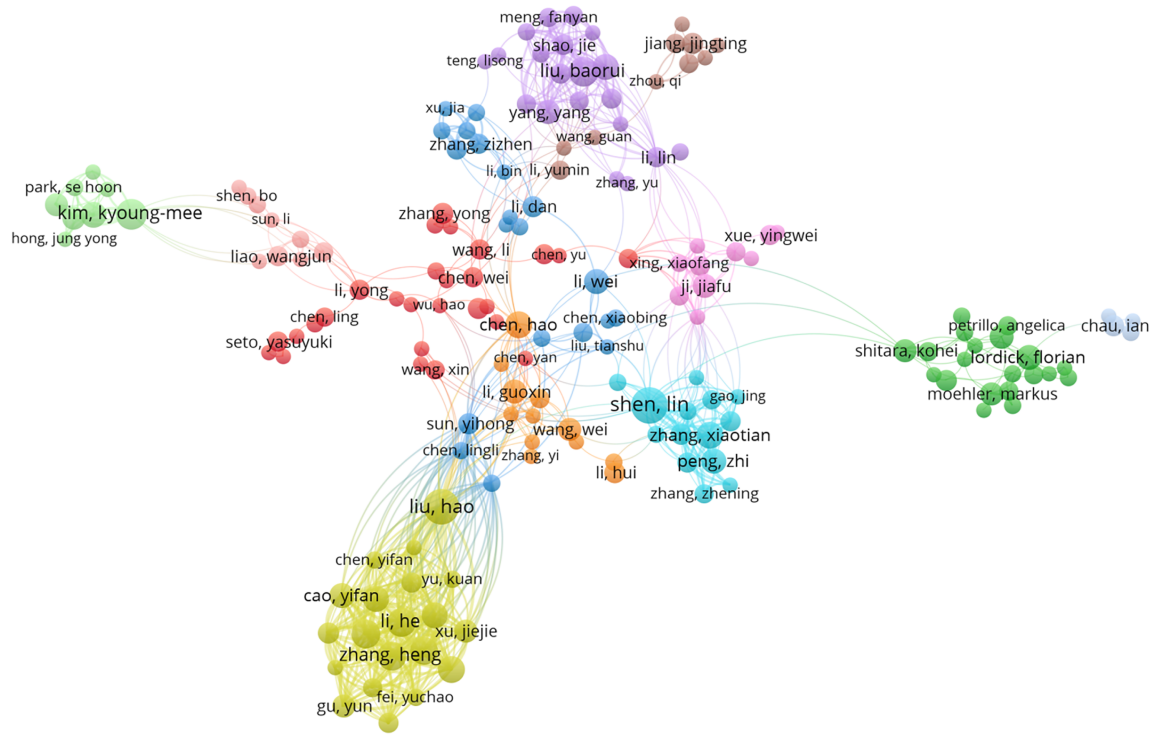 meng, fanyan
shao, jie
jiang, jingting
teng, lisong
liu, baorui
zhou, qi
xu, jia
yang, yang
zhang, zizhen
wang, guan
li, lin
li, bin
li, yumin
park, se hoon
zhang, yu
shen, bo
kim, kyoung-mee
zhang, yong
li, dan
sun, li
hong, jung yong
xue, yingwei
wang, li
liao, wangjun
chen, yu
xing, xiaofang
chen, wei
li, wei
ji, jiafu
li, yong
wu, hao
chen, ling
chen, hao
chen, xiaobing
petrillo, angelica
chau, ian
seto, yasuyuki
liu, tianshu
shitara, kohei
chen, yan
lordick, florian
wang, xin
li, guoxin
gao, jing
moehler, markus
shen, lin
sun, yihong
wang, wei
zhang, xiaotian
chen, lingli
zhang, yi
peng, zhi
li, hui
zhang, zhening
liu, hao
chen, yifan
yu, kuan
cao, yifan
li, he
xu, jiejie
zhang, heng
fei, yuchao
gu, yun